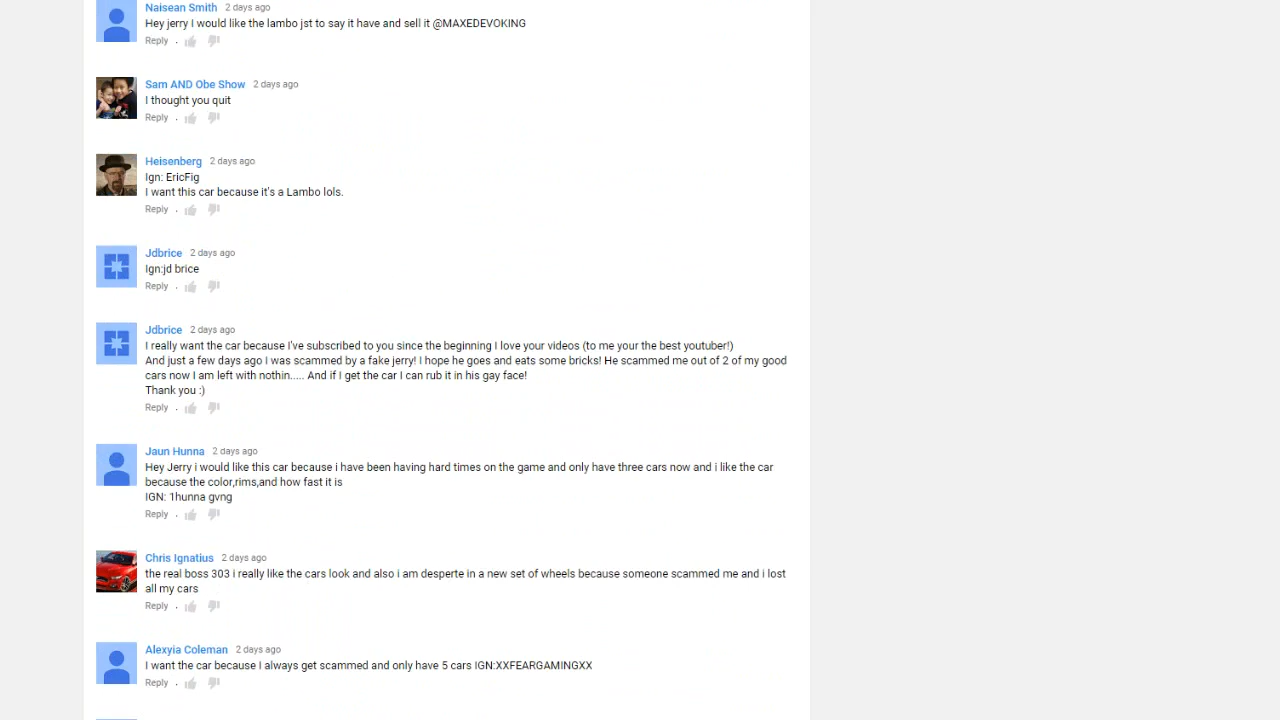 Naisean Smith 2 days ago
Hey jerry I would like the lambo jst to say it have and sell it @MAXEDEVOKING
Reply .
Sam AND Obe Show 2 days ago
I thought you quit
Reply .
Heisenberg 2 days ago
Ign: EricFig
I want this car because it's a Lambo lols.
Reply .
Jdbrice 2 days ago
Ign:jd brice
Reply .
Jdbrice 2 days ago
I really want the car because I've subscribed to you since the beginning I love your videos (to me your the best youtuber!)
And just a few days ago I was scammed by a fake jerry! I hope he goes and eats some bricks! He scammed me out of 2 of my good
cars now I am left with nothin..... And if I get the car I can rub it in his gay face!
Thank you :)
Reply .
Jaun Hunna 2 days ago
Hey Jerry i would like this car because i have been having hard times on the game and only have three cars now and i like the car
because the color,rims,and how fast it is
IGN: 1hunna gvng
Reply .
Chris Ignatius 2 days ago
the real boss 303 i really like the cars look and also i am desperte in a new set of wheels because someone scammed me and i lost
all my cars
Reply .
Alexyia Coleman 2 days ago
I want the car because I always get scammed and only have 5 cars IGN:XXFEARGAMINGXX
Reply .